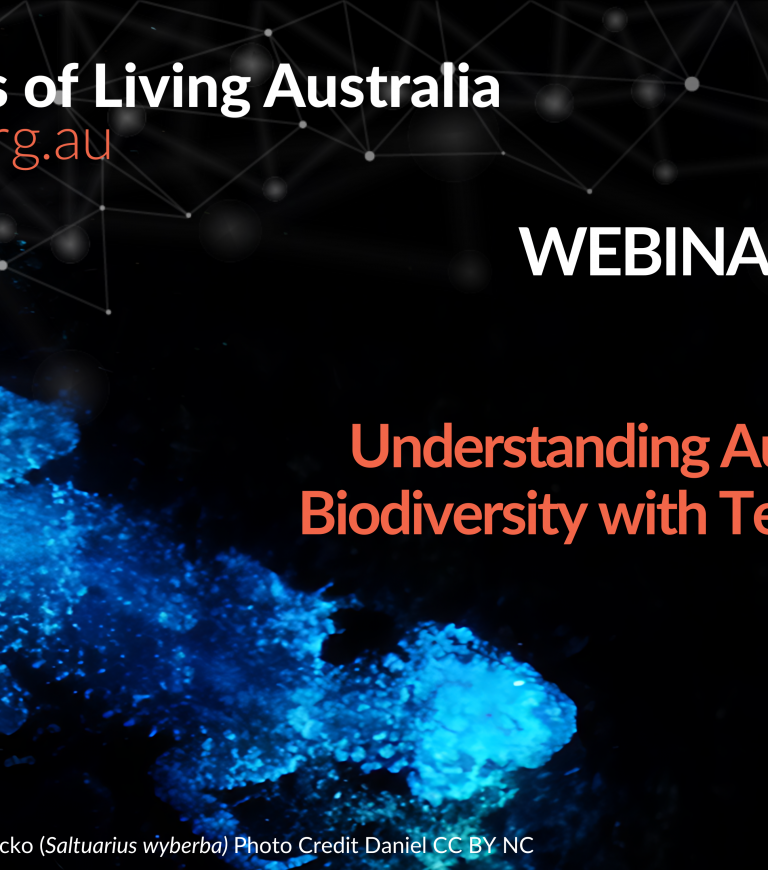 s of Living Australia
rg.au
WEBINA
Understanding Au
Biodiversity with Te
cko (Saltuarius wyberba) Photo Credit Daniel CC BY NC